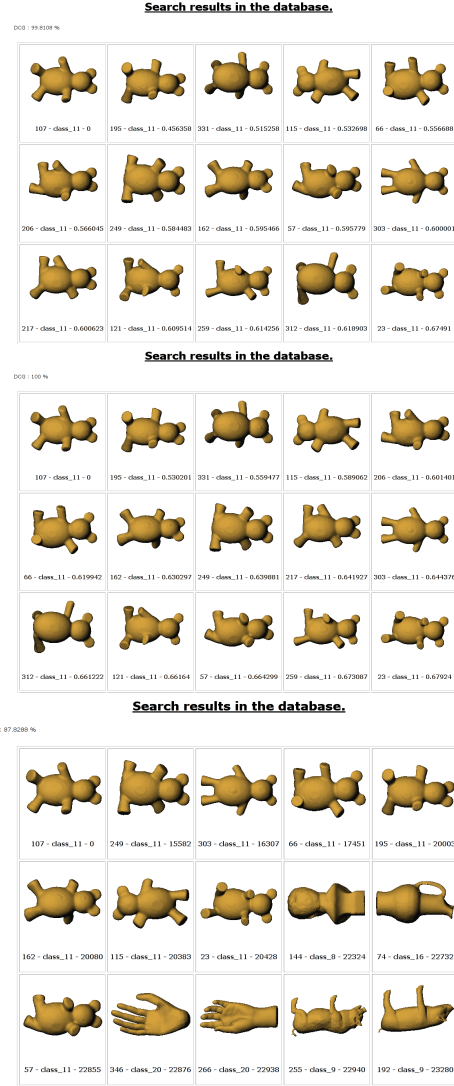 Search results in the database.
DCG : 99.8108 %
107 - class_11 - 0
195 - class_11 - 0.456358
331 - class_11 - 0.515258
115 - class_11 - 0.532698
66 - class_11 - 0.556688
206 - class_11 - 0.566045
249 - class_11 - 0.584483
162 - class_11 - 0.595466
57 - class_11 - 0.595779
303 - class_11 - 0.600001
217 - class_11 - 0.600623
121 - class_11 - 0.609514
259 - class_11 - 0.614256
312 - class_11 - 0.618903
23 - class_11 - 0.67491
Search results in the database.
DCG : 100 %
107 - class_11 - 0
195 - class_11 - 0.530201
331 - class_11 - 0.559477
115 - class_11 - 0.589062
206 - class_11 - 0.601401
66 - class_11 - 0.619942
162 - class_11 - 0.630297
249 - class_11 - 0.639881
217 - class_11 - 0.641927
303 - class_11 - 0.644376
312 - class_11 - 0.661222
121 - class_11 - 0.66164
57 - class_11 - 0.664299
259 - class_11 - 0.673087
23 - class_11 - 0.67924
Search results in the database.
: 87.8288 %
107 - class_11 - 0
249 - class_11 - 15582
303 - class_11 - 16307
66 - class_11 - 17451
195 - class_11 - 20003
162 - class_11 - 20080
115 - class_11 - 20383
23 - class_11 - 20428
144 - class_8 - 22324
74 - class_16 - 22732
57 - class_11 - 22855
346 - class_20 - 22876
266 - class_20 - 22938
255 - class_9 - 22940
192 - class_9 - 23280